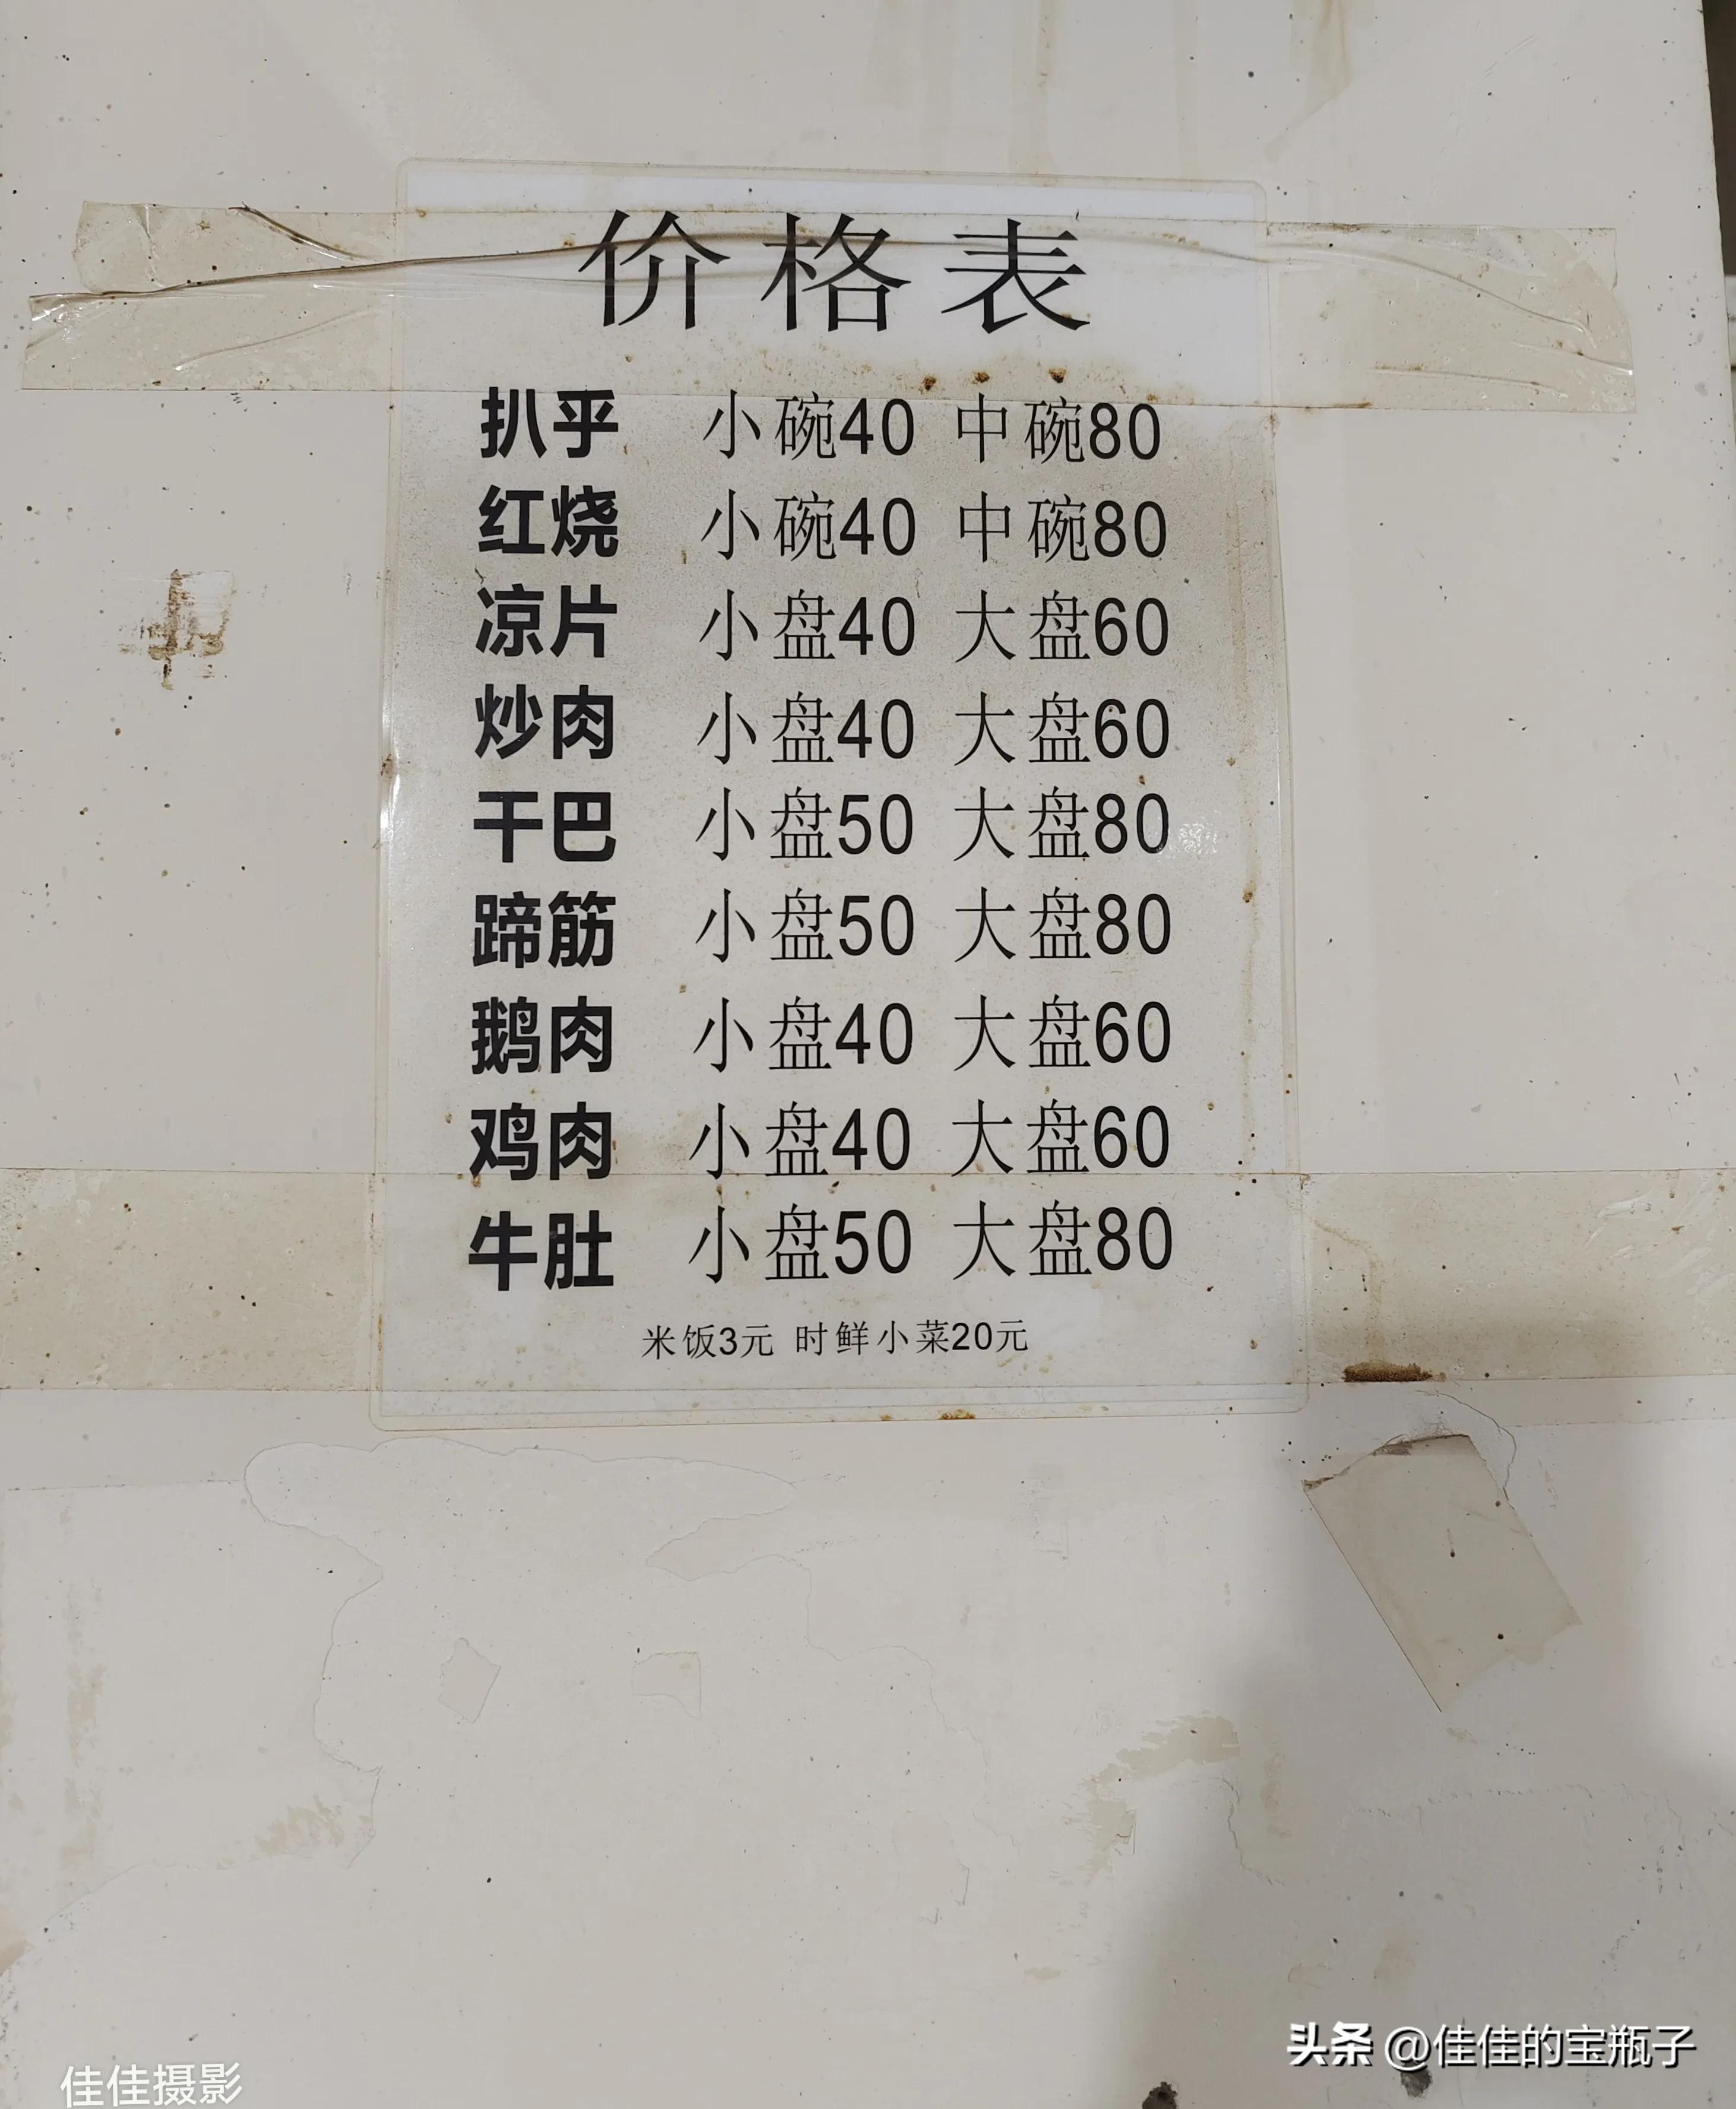 价格表
扒乎 小碗40 中碗80
红烧 小碗40 中碗80
凉片 小盘40 大盘60
炒肉 小盘40 大盘60
干巴 小盘50 大盘80
蹄筋 小盘50 大盘80
鹅肉 小盘40 大盘60
鸡肉 小盘40 大盘60
牛肚 小盘50 大盘80
米饭3元 时鲜小菜20元
头条 @佳佳的宝瓶子
佳佳摄影